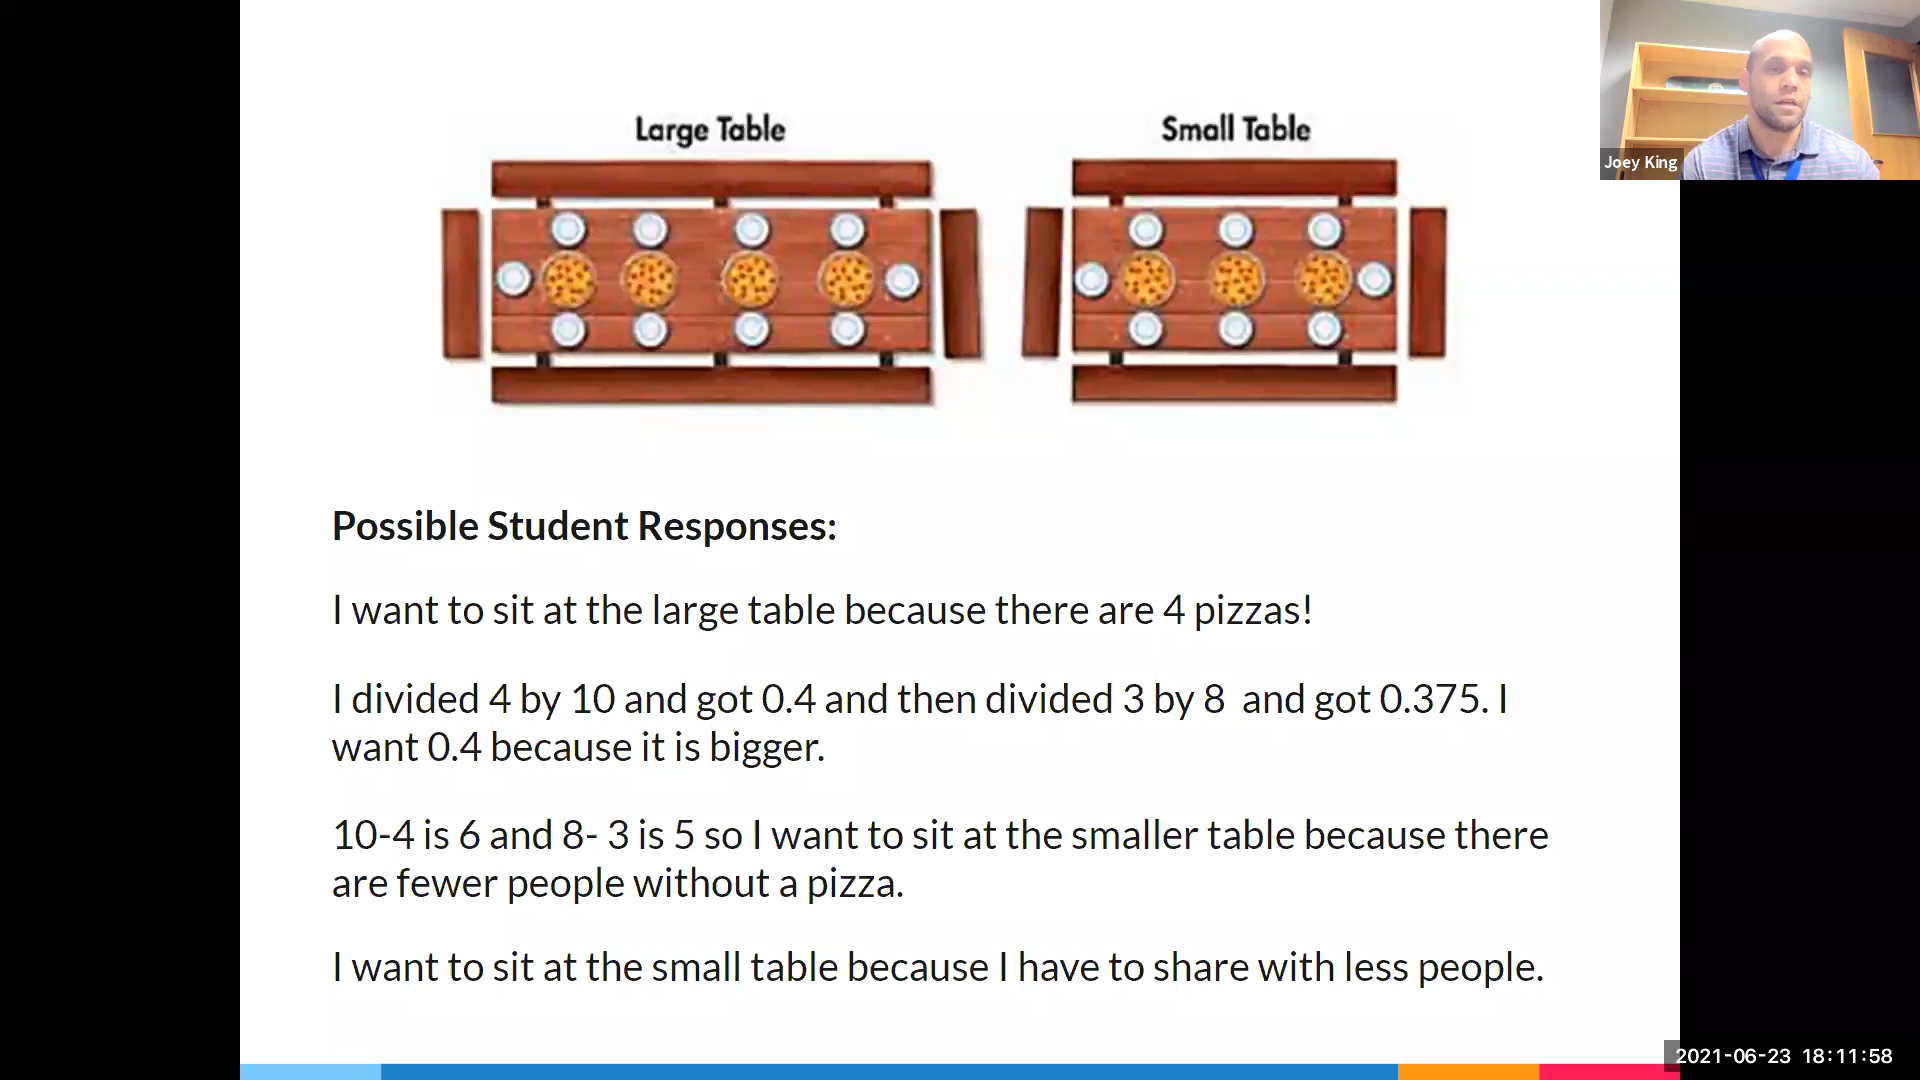 Large Table
Small Table
Joey King
Possible Student Responses:
I want to sit at the large table because there are 4 pizzas!
I divided 4 by 10 and got 0.4 and then divided 3 by 8  and got 0.375. I
want 0.4 because it is bigger.
10-4 is 6 and 8- 3 is 5 so I want to sit at the smaller table because there
are fewer people without a pizza.
I want to sit at the small table because I have to share with less people.
2021-06-23 18:11:58